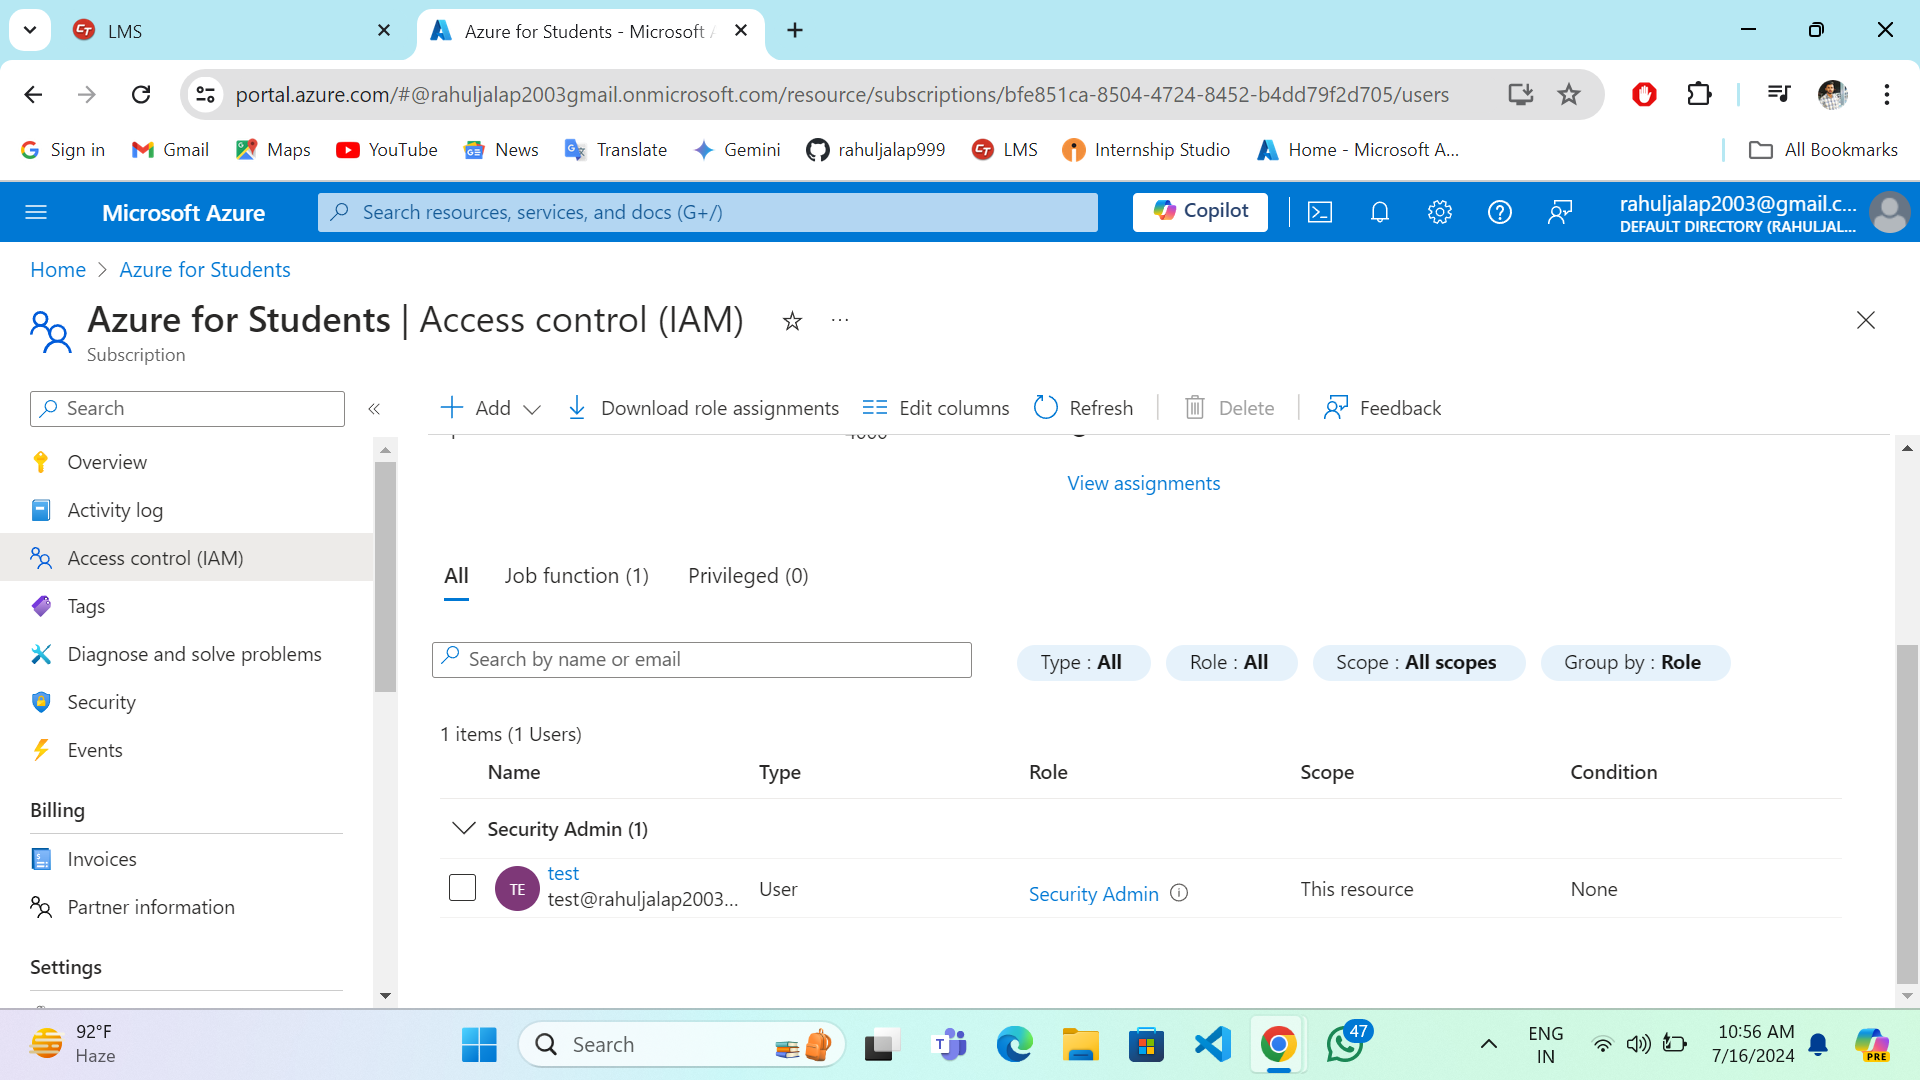 LMS
Azure for Students - Microsoft
portal.azure.com/#@rahuljalap2003gmail.onmicrosoft.com/resource/subscriptions/bfe851ca-8504-4724-8452-b4dd79f2d705/users
Sign in
Gmail
Maps
YouTube
News
Translate
Gemini
rahuljalap999
LMS
Internship Studio
Home - Microsoft A...
All Bookmarks
Microsoft Azure
Search resources, services, and docs (G+/)
Copilot
rahuljalap2003@gmail.c...
DEFAULT DIRECTORY (RAHULJAL...
Home > Azure for Students
Azure for Students | Access control (IAM)
Subscription
Search
Add
Download role assignments
Edit columns
Refresh
Delete
Feedback
Overview
Activity log
Access control (IAM)
Tags
Diagnose and solve problems
Security
Events
Billing
Invoices
Partner information
Settings
View assignments
All
Job function (1)
Privileged (0)
Search by name or email
Type : All
Role : All
Scope : All scopes
Group by : Role
1 items (1 Users)
Name Type Role Scope Condition
Security Admin (1)
TE
test
test@rahuljalap2003...
User
Security Admin
This resource
None
92°F
Haze
Search
47
ENG
IN
10:56 AM
7/16/2024
PRE